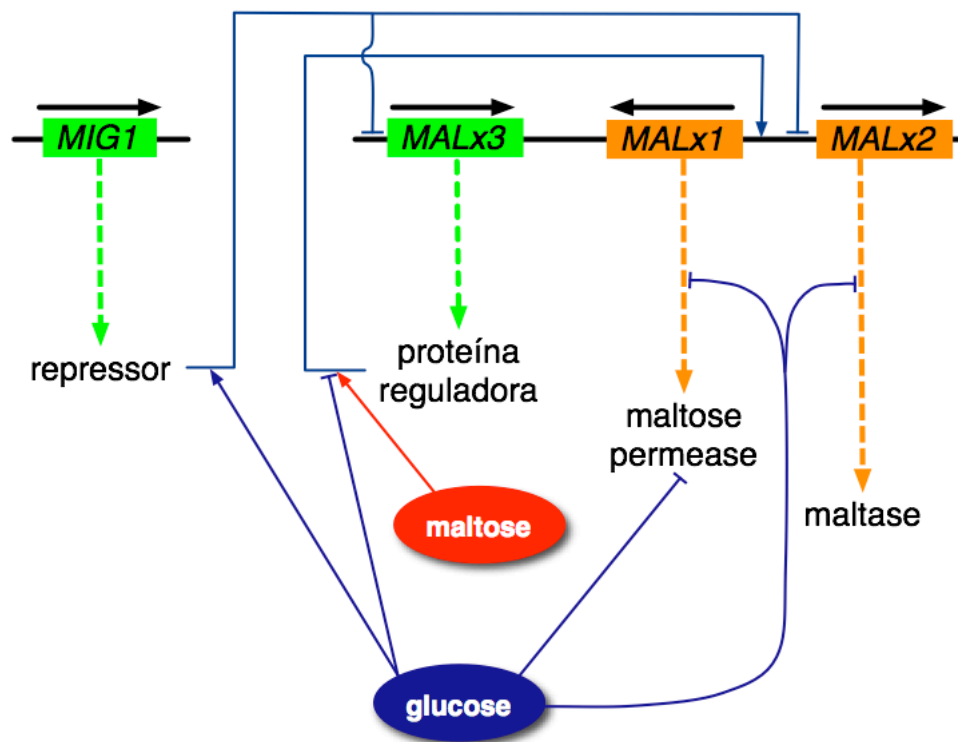 MIG1
MALx3
MALx1
MALx2
repressor
proteína
reguladora
maltose
permease
maltase
maltose
glucose